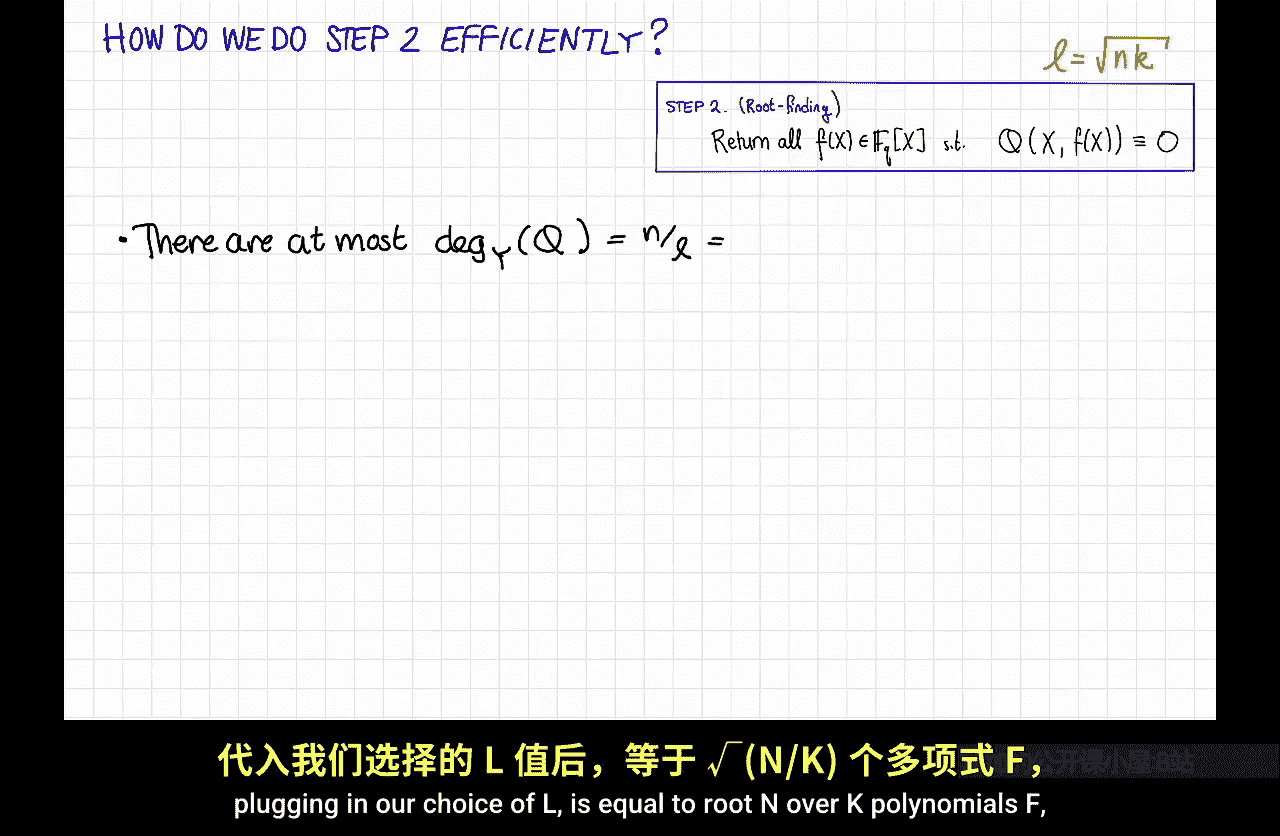 HOW DO WE DO STEP 2 EFFICIENTLY?
ℓ = √nk
STEP 2. (Root-finding)
Return all f(X) ∈ 𝔽_q[X] s.t. Q(X, f(X)) ≡ 0
• There are at most deg_Y(Q) = n/ℓ =
代入我们选择的 L 值后，等于 √(N/K) 个多项式 F，
plugging in our choice of L, is equal to root N over K polynomials F,